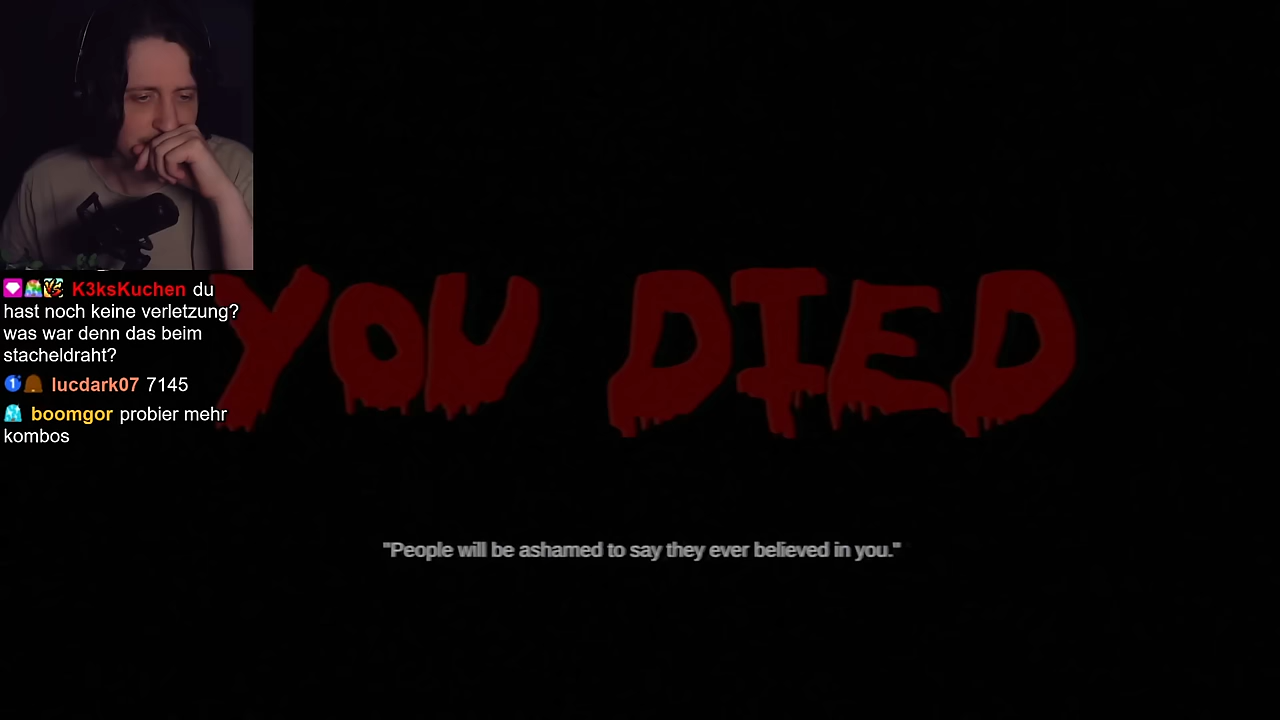 K3ksKuchen du
hast noch keine verletzung?
was war denn das beim
stacheldraht?
lucdark07 7145
boomgor probier mehr
kombos
YOU DIED
"People will be ashamed to say they ever believed in you."